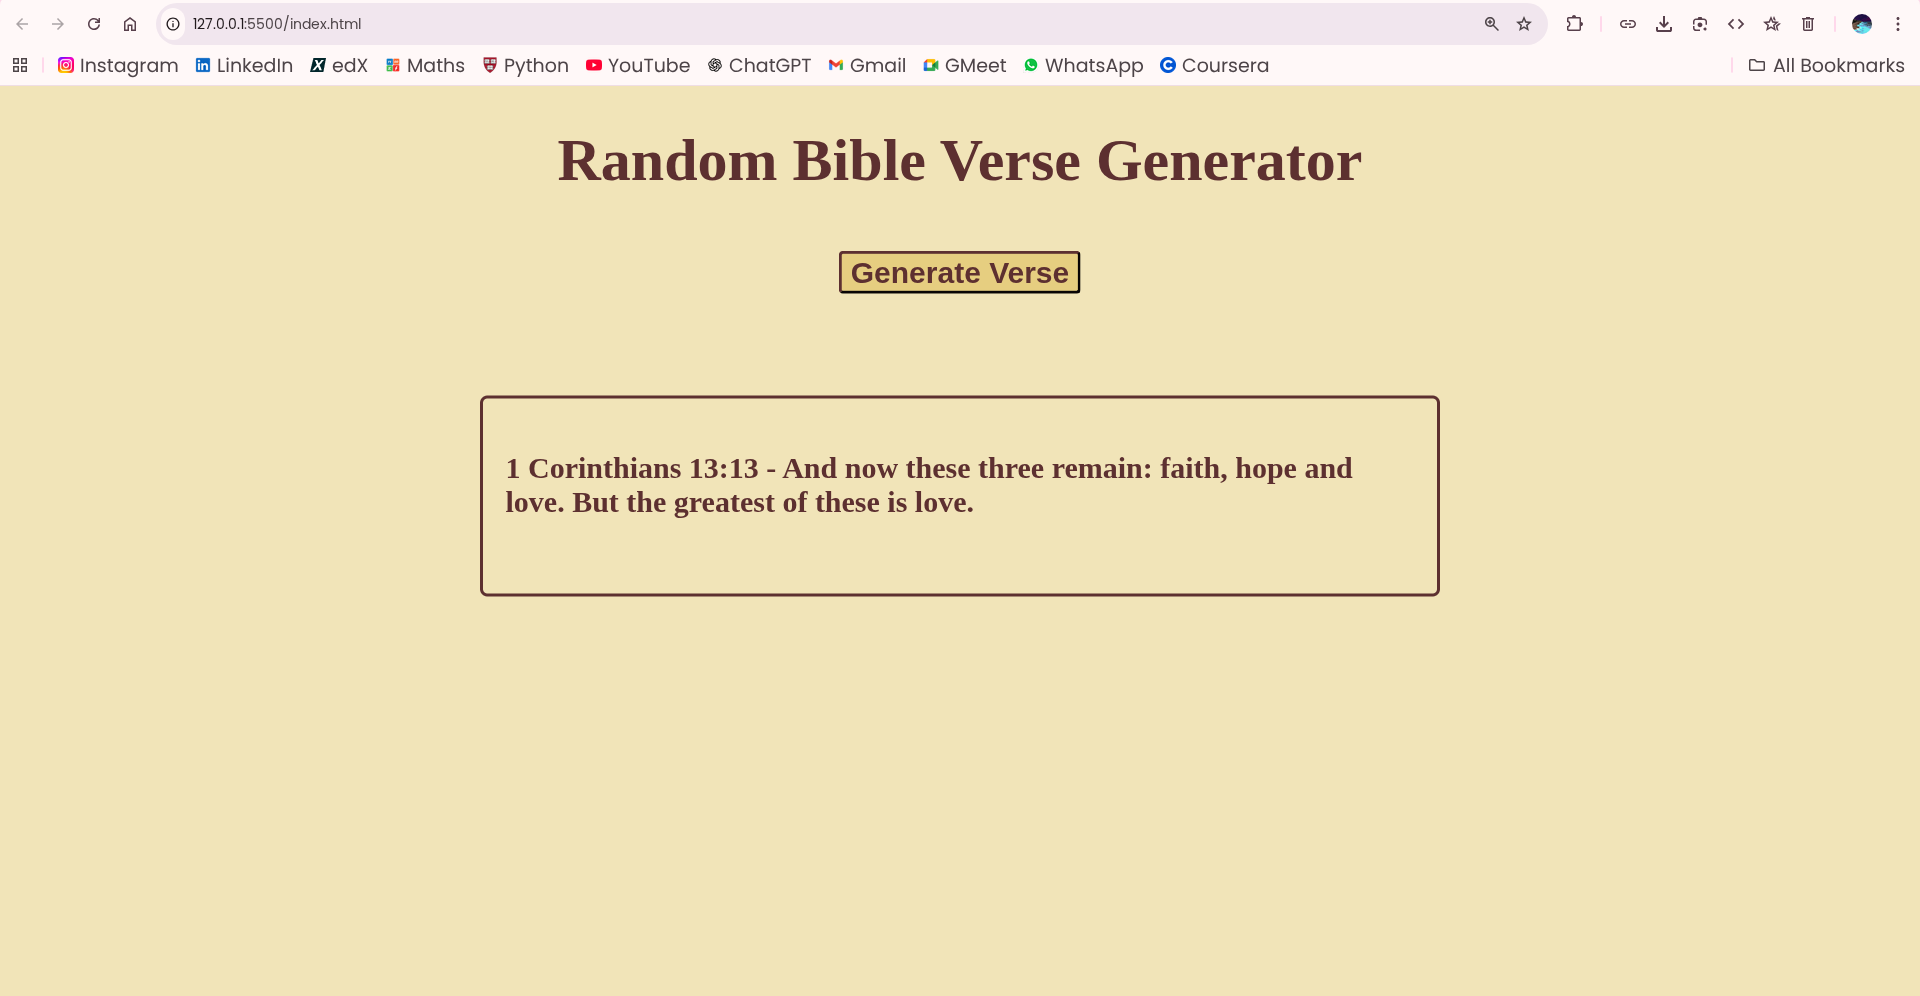 127.0.0.1:5500/index.html
Instagram LinkedIn edX Maths Python YouTube ChatGPT Gmail GMeet WhatsApp Coursera All Bookmarks
Random Bible Verse Generator
Generate Verse
1 Corinthians 13:13 - And now these three remain: faith, hope and
love. But the greatest of these is love.